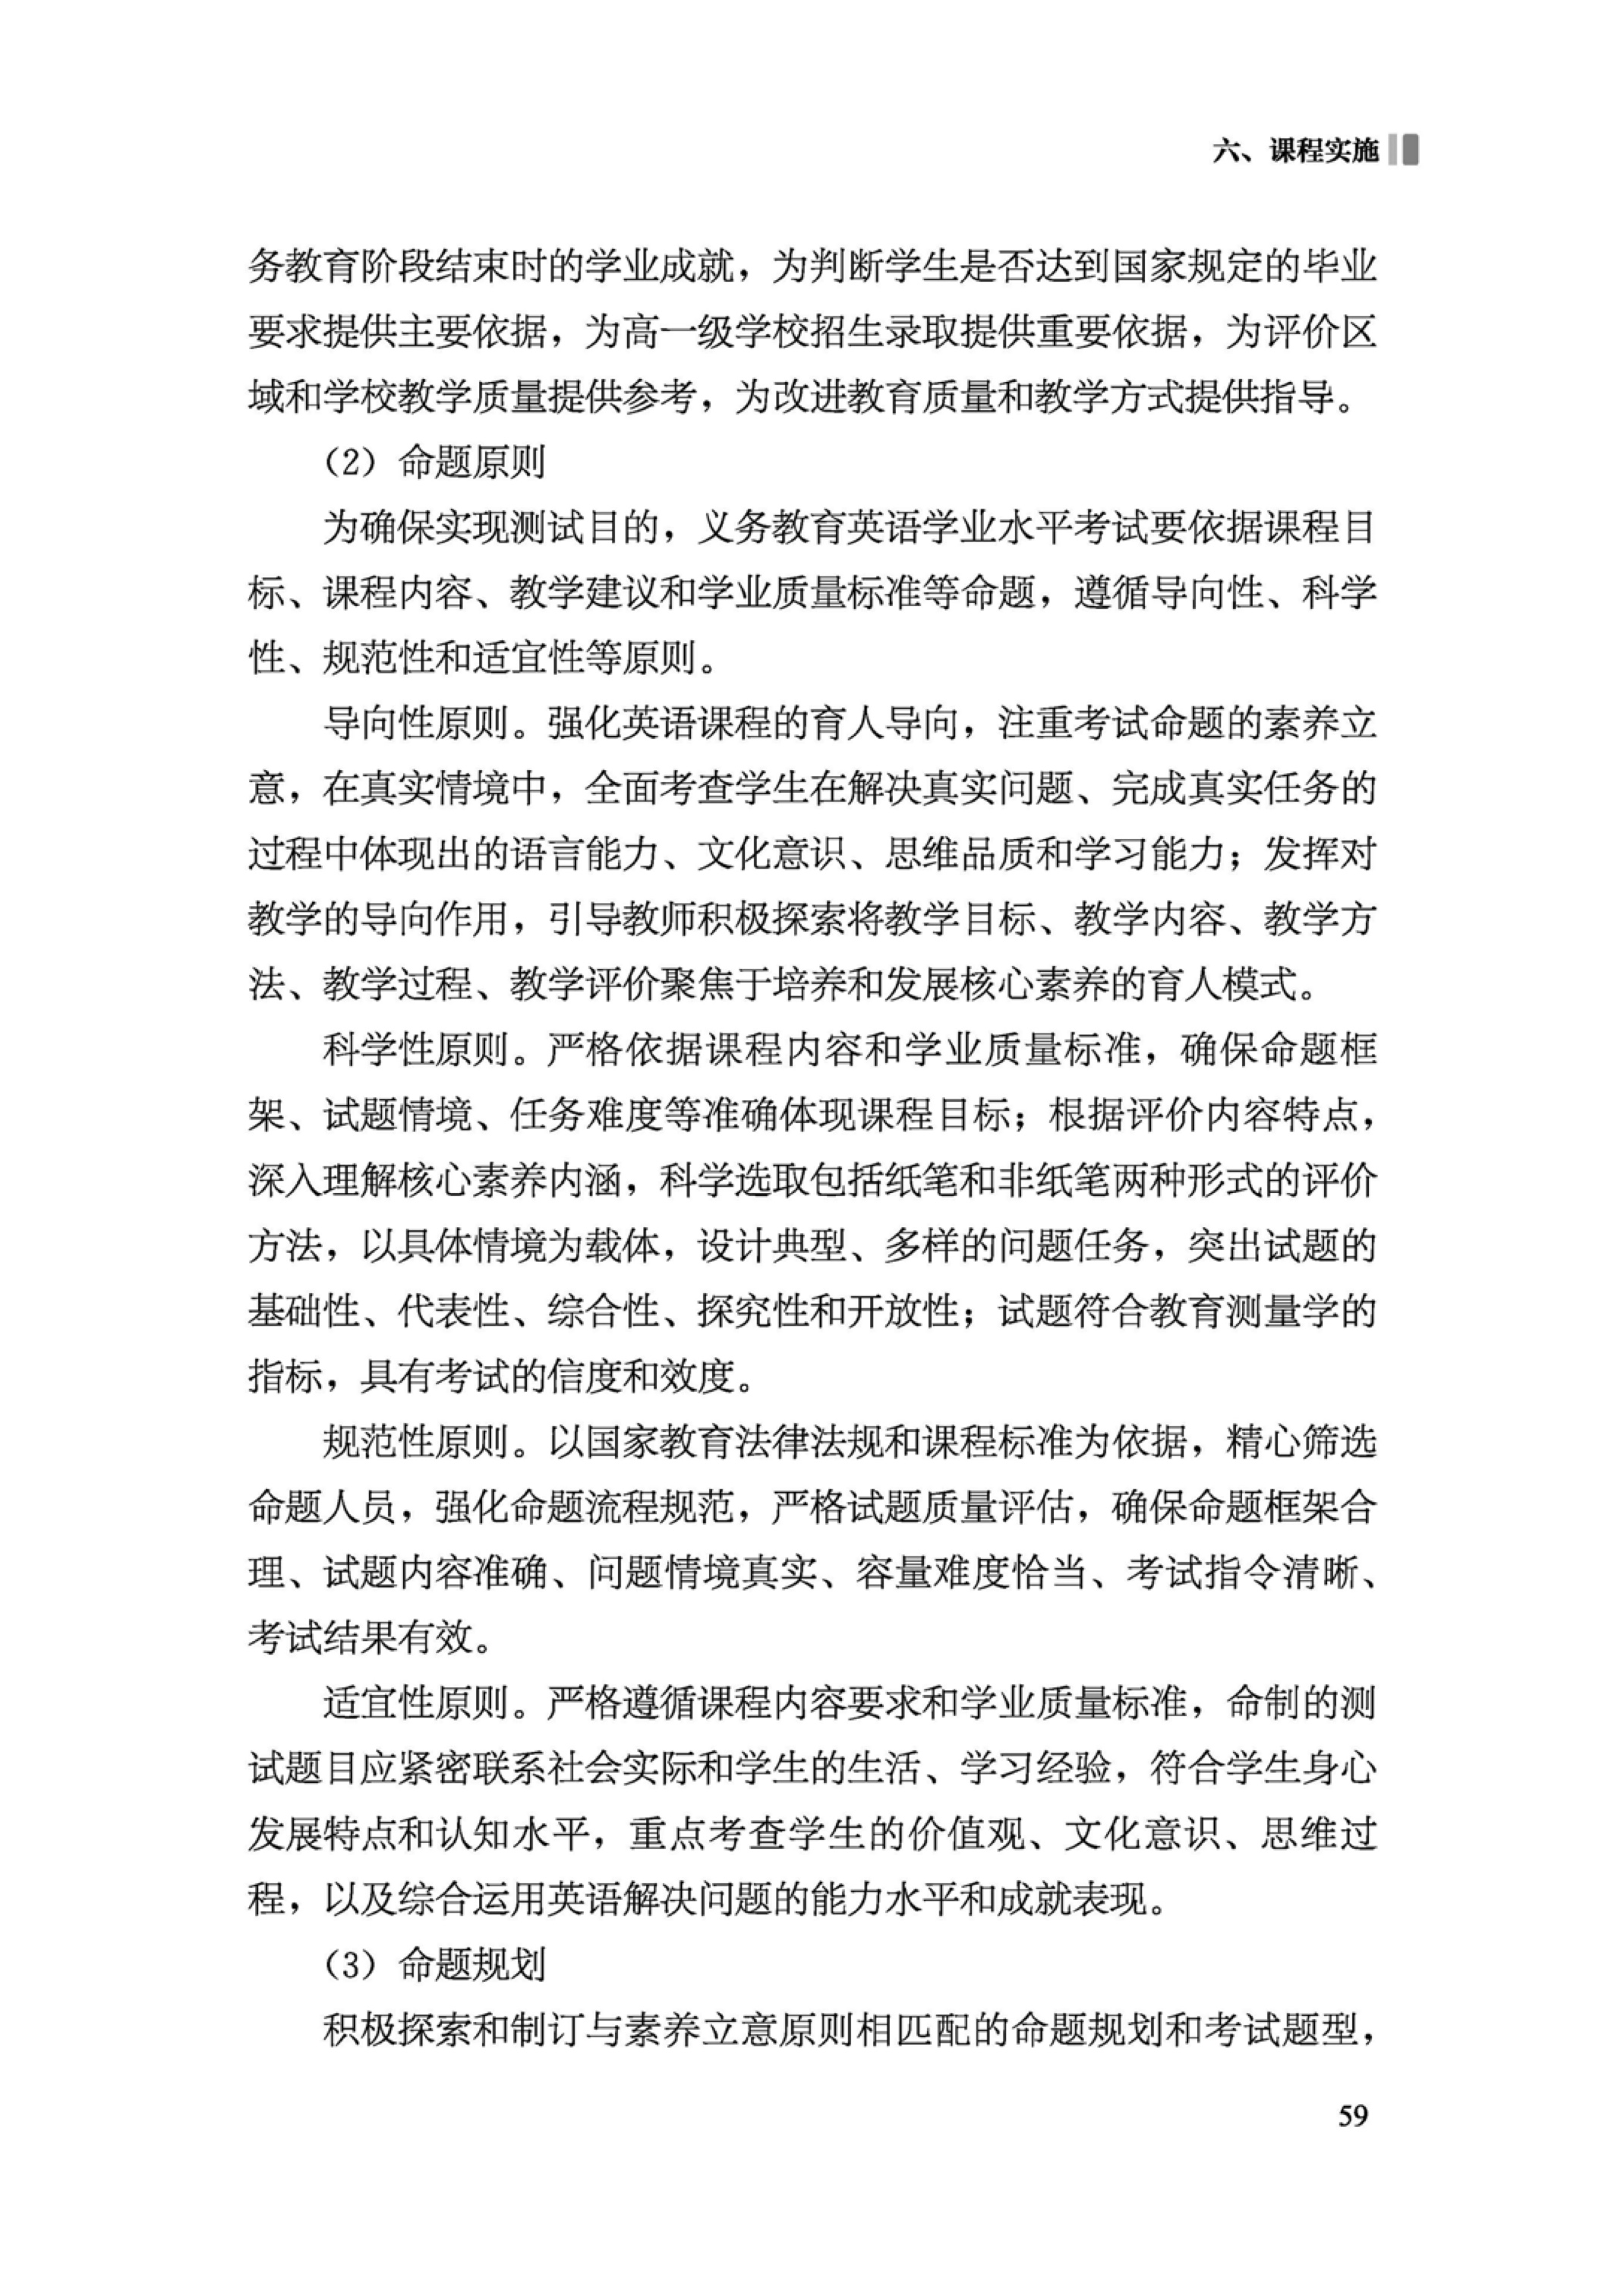 六、课程实施
务教育阶段结束时的学业成就，为判断学生是否达到国家规定的毕业
要求提供主要依据，为高一级学校招生录取提供重要依据，为评价区
域和学校教学质量提供参考，为改进教育质量和教学方式提供指导。
（2）命题原则
为确保实现测试目的，义务教育英语学业水平考试要依据课程目
标、课程内容、教学建议和学业质量标准等命题，遵循导向性、科学
性、规范性和适宜性等原则。
导向性原则。强化英语课程的育人导向，注重考试命题的素养立
意，在真实情境中，全面考查学生在解决真实问题、完成真实任务的
过程中体现出的语言能力、文化意识、思维品质和学习能力；发挥对
教学的导向作用，引导教师积极探索将教学目标、教学内容、教学方
法、教学过程、教学评价聚焦于培养和发展核心素养的育人模式。
科学性原则。严格依据课程内容和学业质量标准，确保命题框
架、试题情境、任务难度等准确体现课程目标；根据评价内容特点，
深入理解核心素养内涵，科学选取包括纸笔和非纸笔两种形式的评价
方法，以具体情境为载体，设计典型、多样的问题任务，突出试题的
基础性、代表性、综合性、探究性和开放性；试题符合教育测量学的
指标，具有考试的信度和效度。
规范性原则。以国家教育法律法规和课程标准为依据，精心筛选
命题人员，强化命题流程规范，严格试题质量评估，确保命题框架合
理、试题内容准确、问题情境真实、容量难度恰当、考试指令清晰、
考试结果有效。
适宜性原则。严格遵循课程内容要求和学业质量标准，命制的测
试题目应紧密联系社会实际和学生的生活、学习经验，符合学生身心
发展特点和认知水平，重点考查学生的价值观、文化意识、思维过
程，以及综合运用英语解决问题的能力水平和成就表现。
（3）命题规划
积极探索和制订与素养立意原则相匹配的命题规划和考试题型，
59